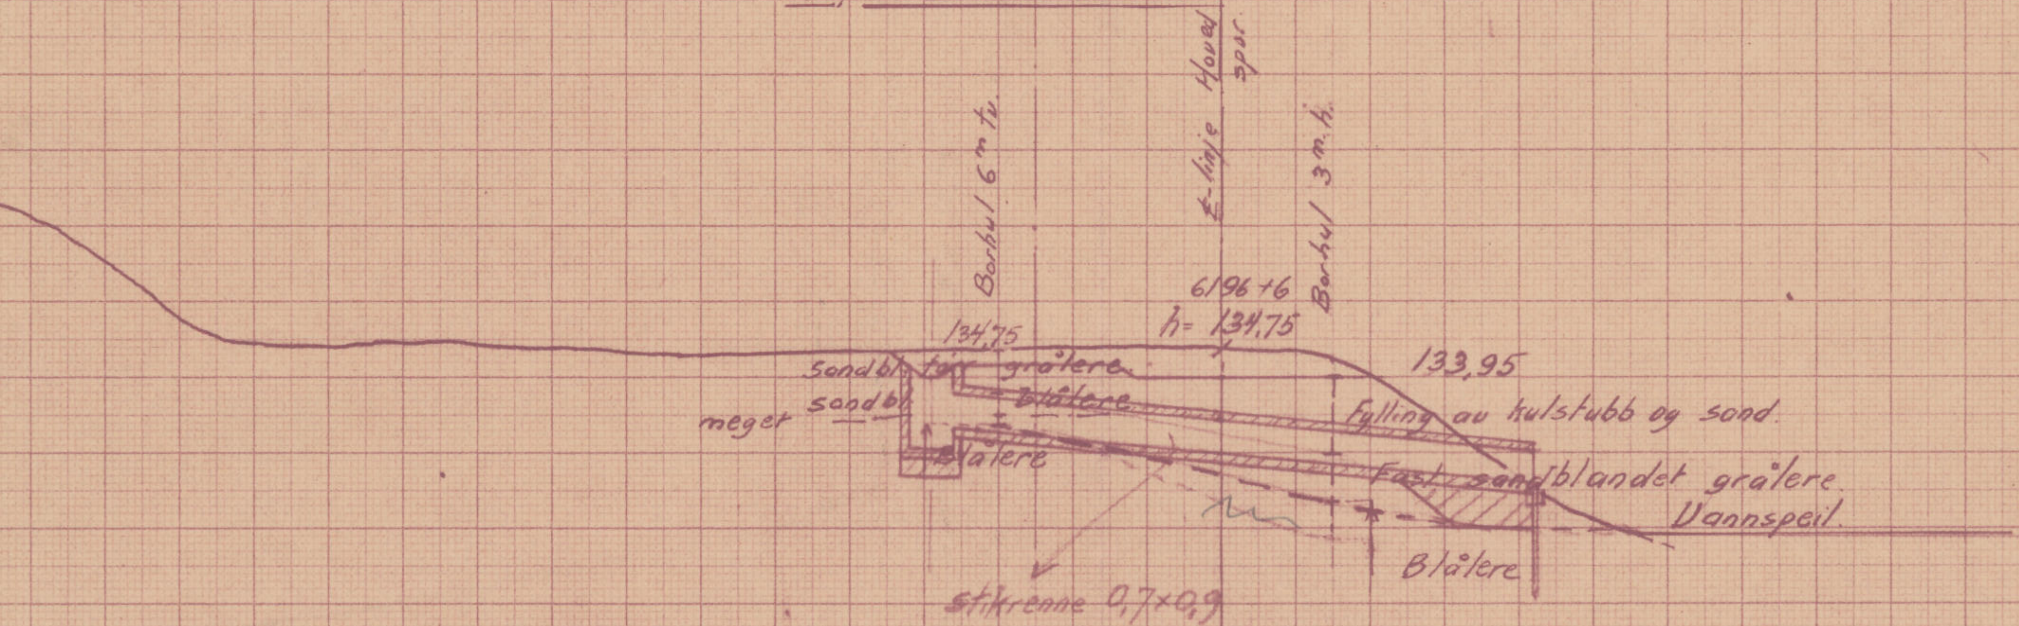 Borhul 6 m tv.
℄-linje Hoved
spor
Borhul 3 m. h.
6196+6
h= 134.75
134,75
133,95
Sandbl. tør grålere
meget sandbl.
Blålere
Fylling av kulstubb og sand.
Blålere
Fast sandblandet grålere.
Vannspeil.
Blålere
stikrenne 0,7×0,9